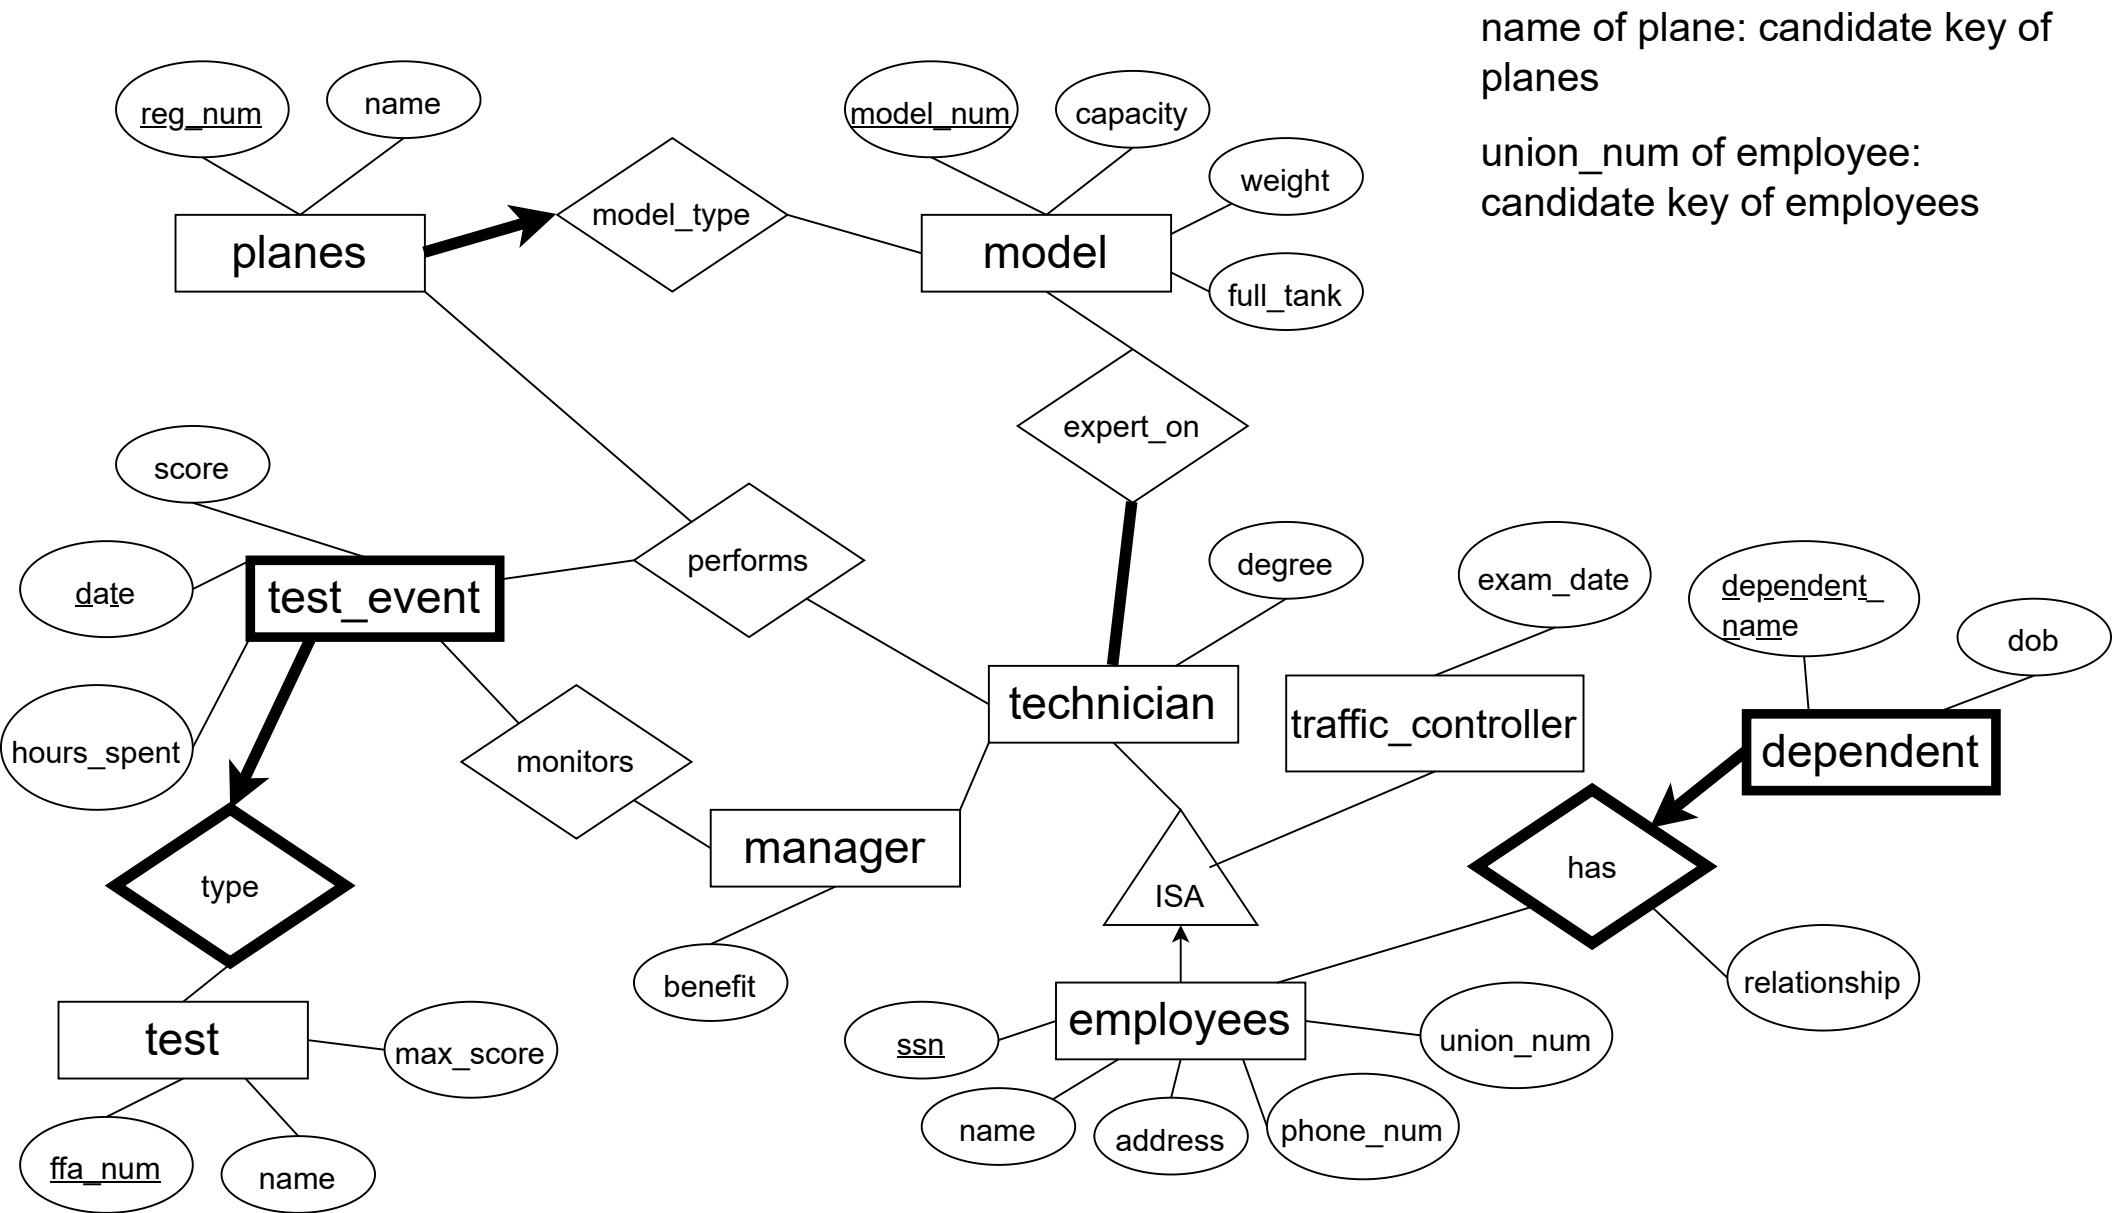 name of plane: candidate key of
planes
union_num of employee:
candidate key of employees
reg_num
name
model_num
capacity
weight
full_tank
planes
model_type
model
expert_on
score
date
test_event
performs
degree
exam_date
dependent_
name
dob
hours_spent
monitors
technician
traffic_controller
dependent
type
manager
ISA
has
benefit
relationship
test
max_score
ffa_num
name
employees
ssn
name
address
phone_num
union_num